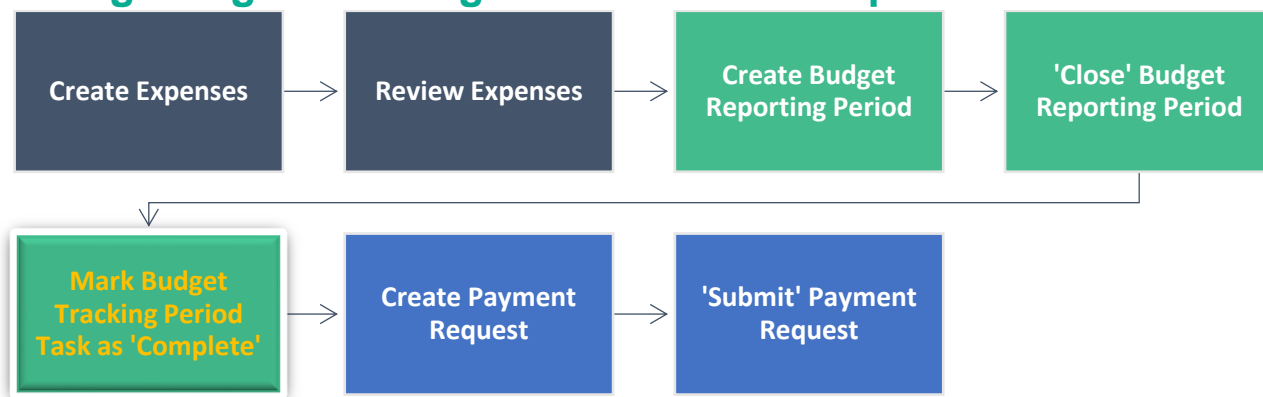 Create Expenses
Review Expenses
Create Budget
Reporting Period
'Close' Budget
Reporting Period
Mark Budget
Tracking Period
Task as 'Complete'
Create Payment
Request
'Submit' Payment
Request